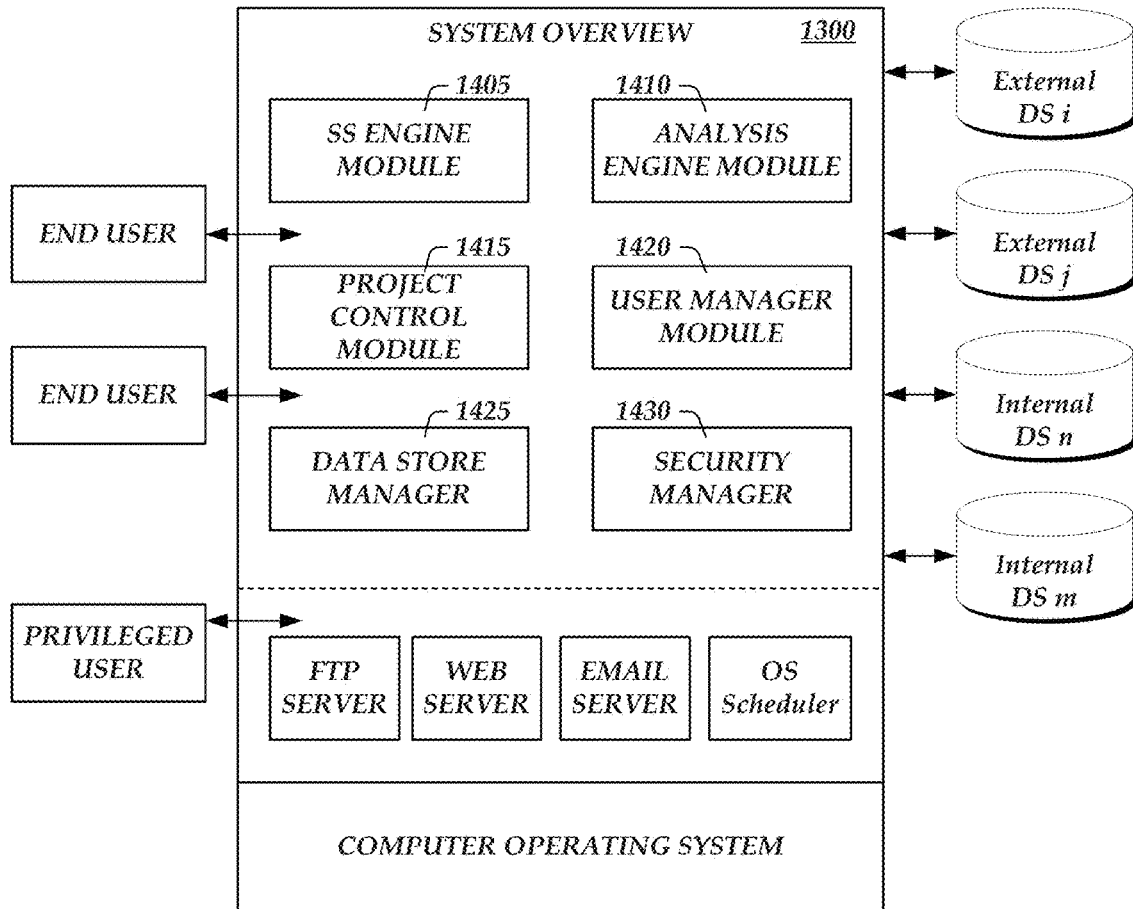 SYSTEM OVERVIEW 1300
1405
SS ENGINE
MODULE
1410
ANALYSIS
ENGINE MODULE
1415
PROJECT
CONTROL
MODULE
1420
USER MANAGER
MODULE
1425
DATA STORE
MANAGER
1430
SECURITY
MANAGER
END USER
END USER
PRIVILEGED
USER
FTP
SERVER
WEB
SERVER
EMAIL
SERVER
OS
Scheduler
COMPUTER OPERATING SYSTEM
External
DS i
External
DS j
Internal
DS n
Internal
DS m